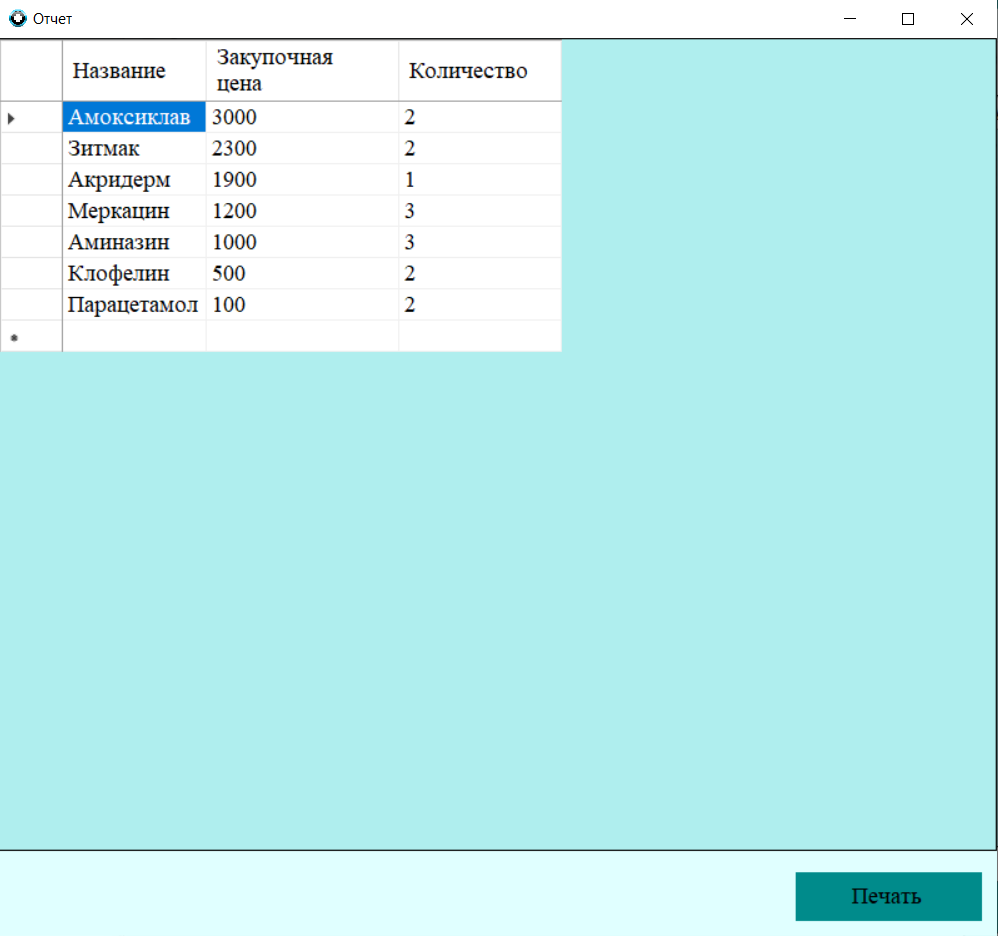 Отчет
Название Закупочная цена Количество
Амоксиклав 3000 2
Зитмак 2300 2
Акридерм 1900 1
Меркацин 1200 3
Аминазин 1000 3
Клофелин 500 2
Парацетамол 100 2
Печать